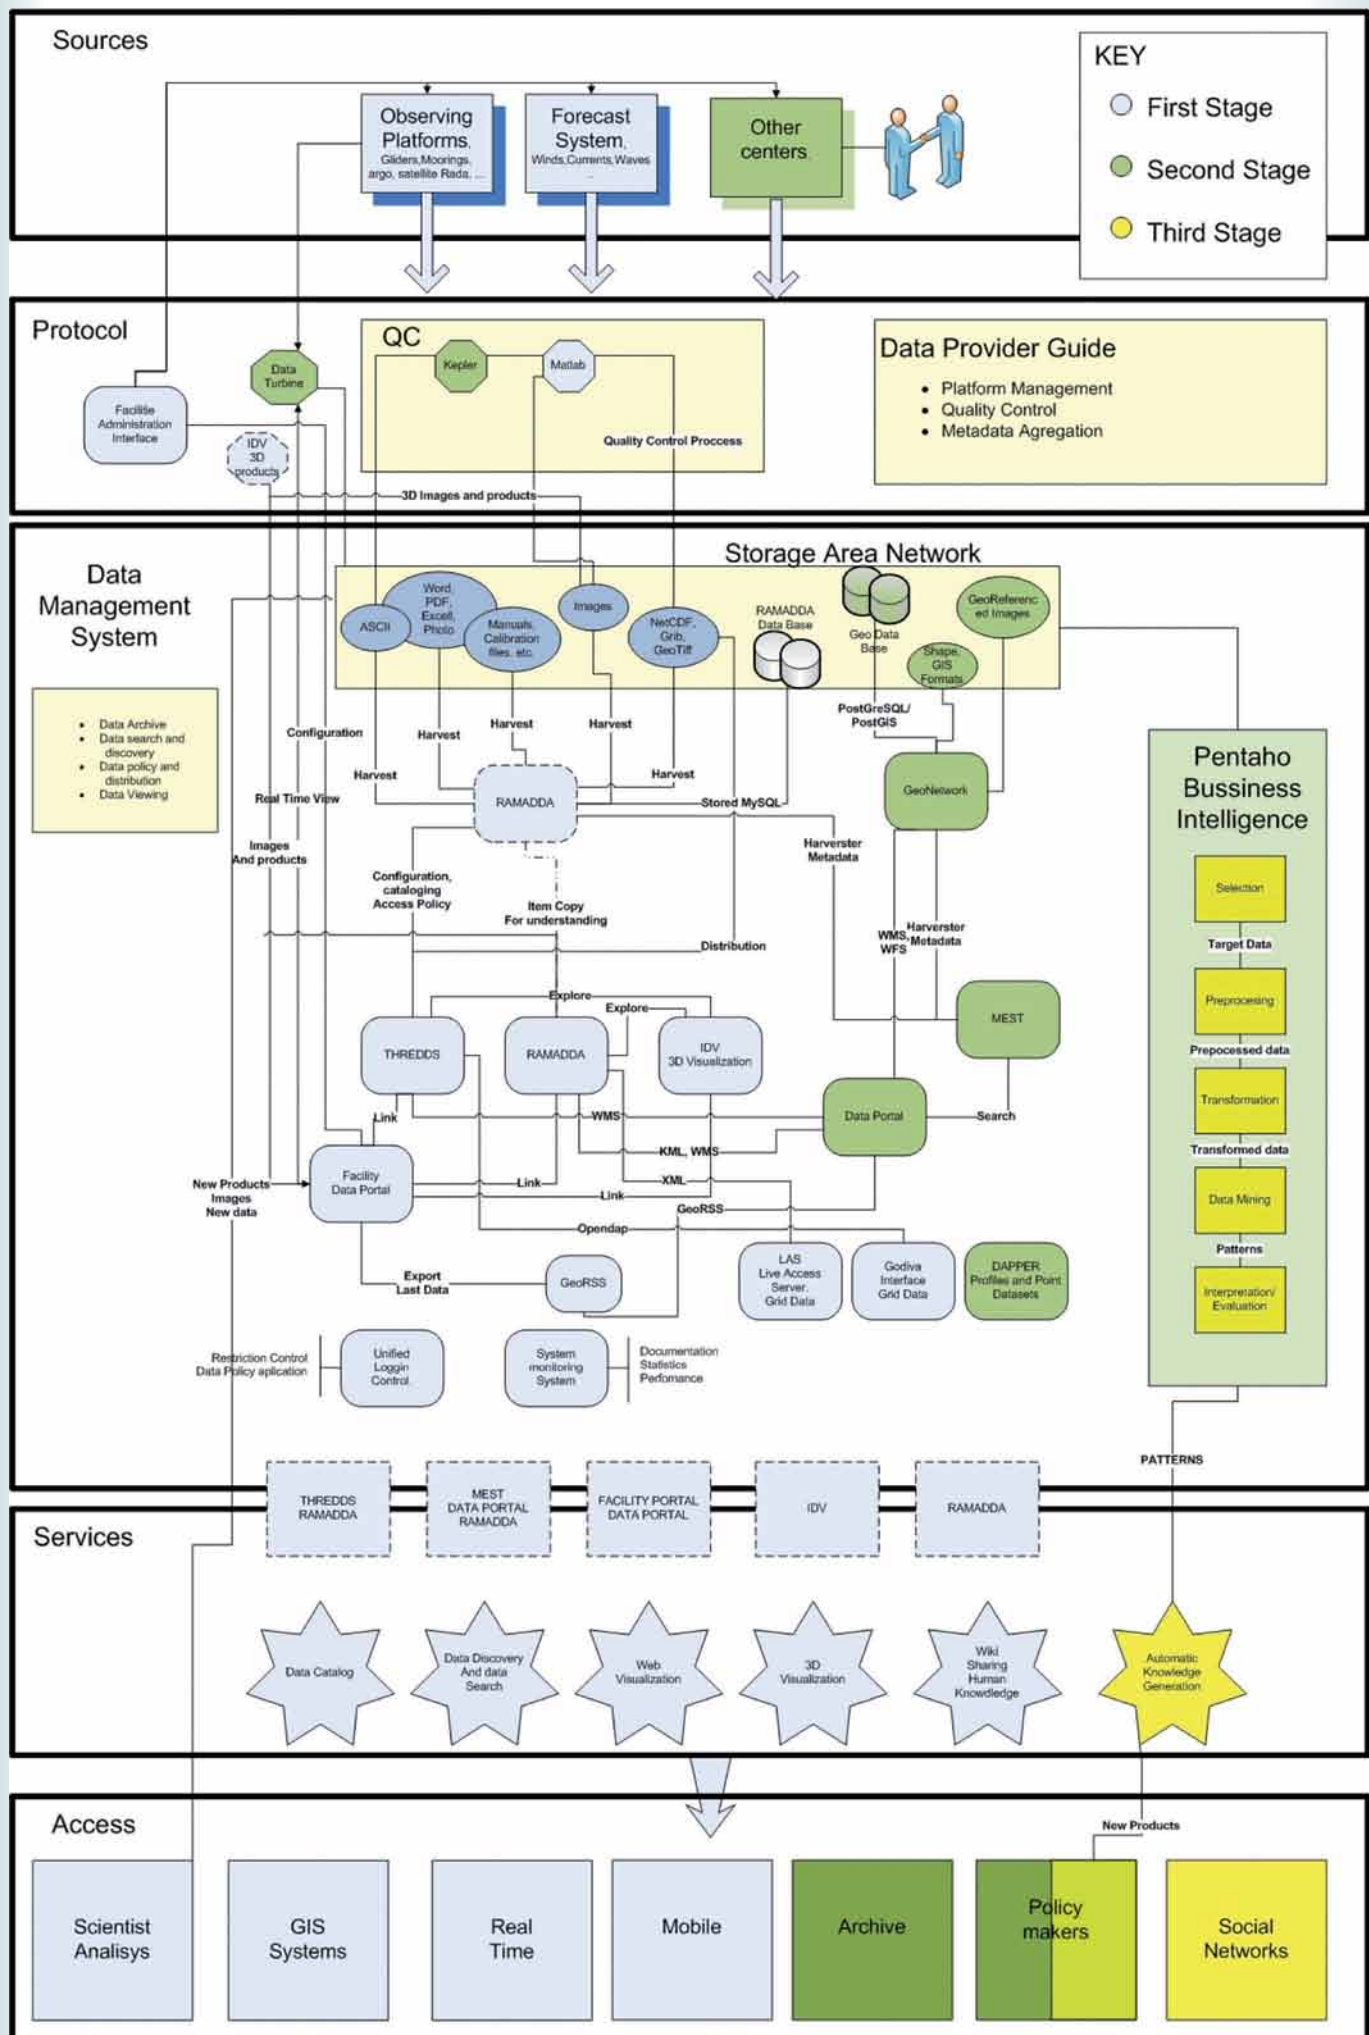 Sources
KEY
First Stage
Second Stage
Third Stage
Observing
Platforms,
Gliders,Moorings,
argo, satellite Rada, ...
Forecast
System,
Winds,Currents,Waves
..
Other
centers.
Protocol
Facilitie
Administration
Interface
Data
Turbine
IDV
3D
products
QC
Kepler
Matlab
Quality Control Proccess
3D Images and products
Data Provider Guide
• Platform Management
• Quality Control
• Metadata Agregation
Data
Management
System
• Data Archive
• Data search and
discovery
• Data policy and
distribution
• Data Viewing
Storage Area Network
ASCII
Word,
PDF,
Excell,
Photo
Manuals,
Calibration
files, etc.
Images
NetCDF,
Grib,
GeoTiff
RAMADDA
Data Base
Geo Data
Base
Shape,
GIS
Formats
GeoReferenc
ed Images
Configuration
Real Time View
Images
And products
Harvest
Harvest
Harvest
Harvest
Harvest
PostGreSQL/
PostGIS
RAMADDA
Stored MySQL
GeoNetwork
Harverster
Metadata
Configuration,
cataloging
Access Policy
Item Copy
For understanding
Distribution
WMS,
WFS
Harverster
Metadata
Explore
Explore
THREDDS
RAMADDA
IDV
3D Visualization
MEST
Link
WMS
Data Portal
Search
KML, WMS
Facility
Data Portal
New Products
Images
New data
Link
XML
Link
GeoRSS
Opendap
Export
Last Data
GeoRSS
LAS
Live Access
Server.
Grid Data
Godiva
Interface
Grid Data
DAPPER
Profiles and Point
Datasets
Restriction Control
Data Policy aplication
Unified
Loggin
Control.
System
monitoring
System
Documentation
Statistics
Perfomance
Pentaho
Bussiness
Intelligence
Selection
Target Data
Preprocesing
Prepocessed data
Transformation
Transformed data
Data Mining
Patterns
Interpretation/
Evaluation
PATTERNS
THREDDS
RAMADDA
MEST
DATA PORTAL
RAMADDA
FACILITY PORTAL
DATA PORTAL
IDV
RAMADDA
Services
Data Catalog
Data Discovery
And data
Search
Web
Visualization
3D
Visualization
Wiki
Sharing
Human
Knowdledge
Automatic
Knowledge
Generation
Access
New Products
Scientist
Analisys
GIS
Systems
Real
Time
Mobile
Archive
Policy
makers
Social
Networks